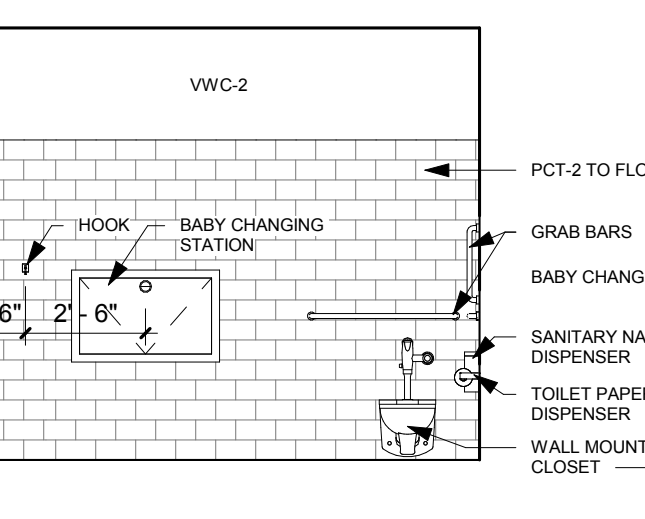 VWC-2
PCT-2 TO FLO
HOOK
BABY CHANGING
STATION
GRAB BARS
BABY CHANG
6"
2' - 6"
SANITARY NA
DISPENSER
TOILET PAPER
DISPENSER
WALL MOUNT
CLOSET